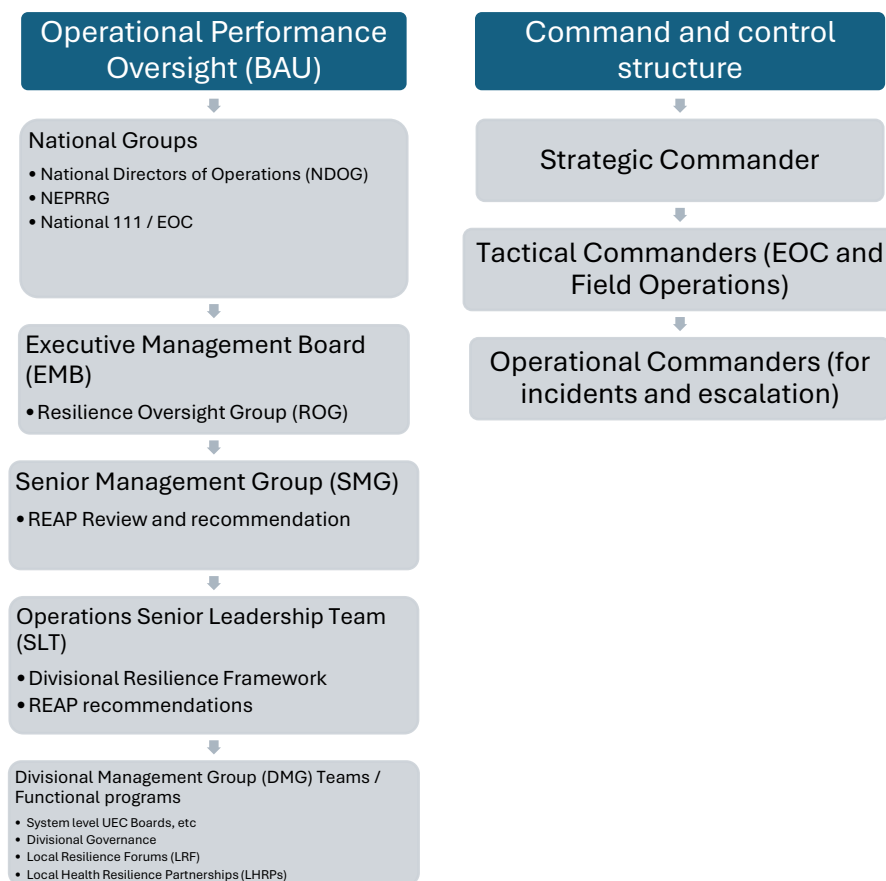 Operational Performance
Oversight (BAU)
National Groups
• National Directors of Operations (NDOG)
• NEPRRG
• National 111 / EOC
Executive Management Board
(EMB)
• Resilience Oversight Group (ROG)
Senior Management Group (SMG)
• REAP Review and recommendation
Operations Senior Leadership Team
(SLT)
• Divisional Resilience Framework
• REAP recommendations
Divisional Management Group (DMG) Teams /
Functional programs
• System level UEC Boards, etc
• Divisional Governance
• Local Resilience Forums (LRF)
• Local Health Resilience Partnerships (LHRPs)
Command and control
structure
Strategic Commander
Tactical Commanders (EOC and
Field Operations)
Operational Commanders (for
incidents and escalation)